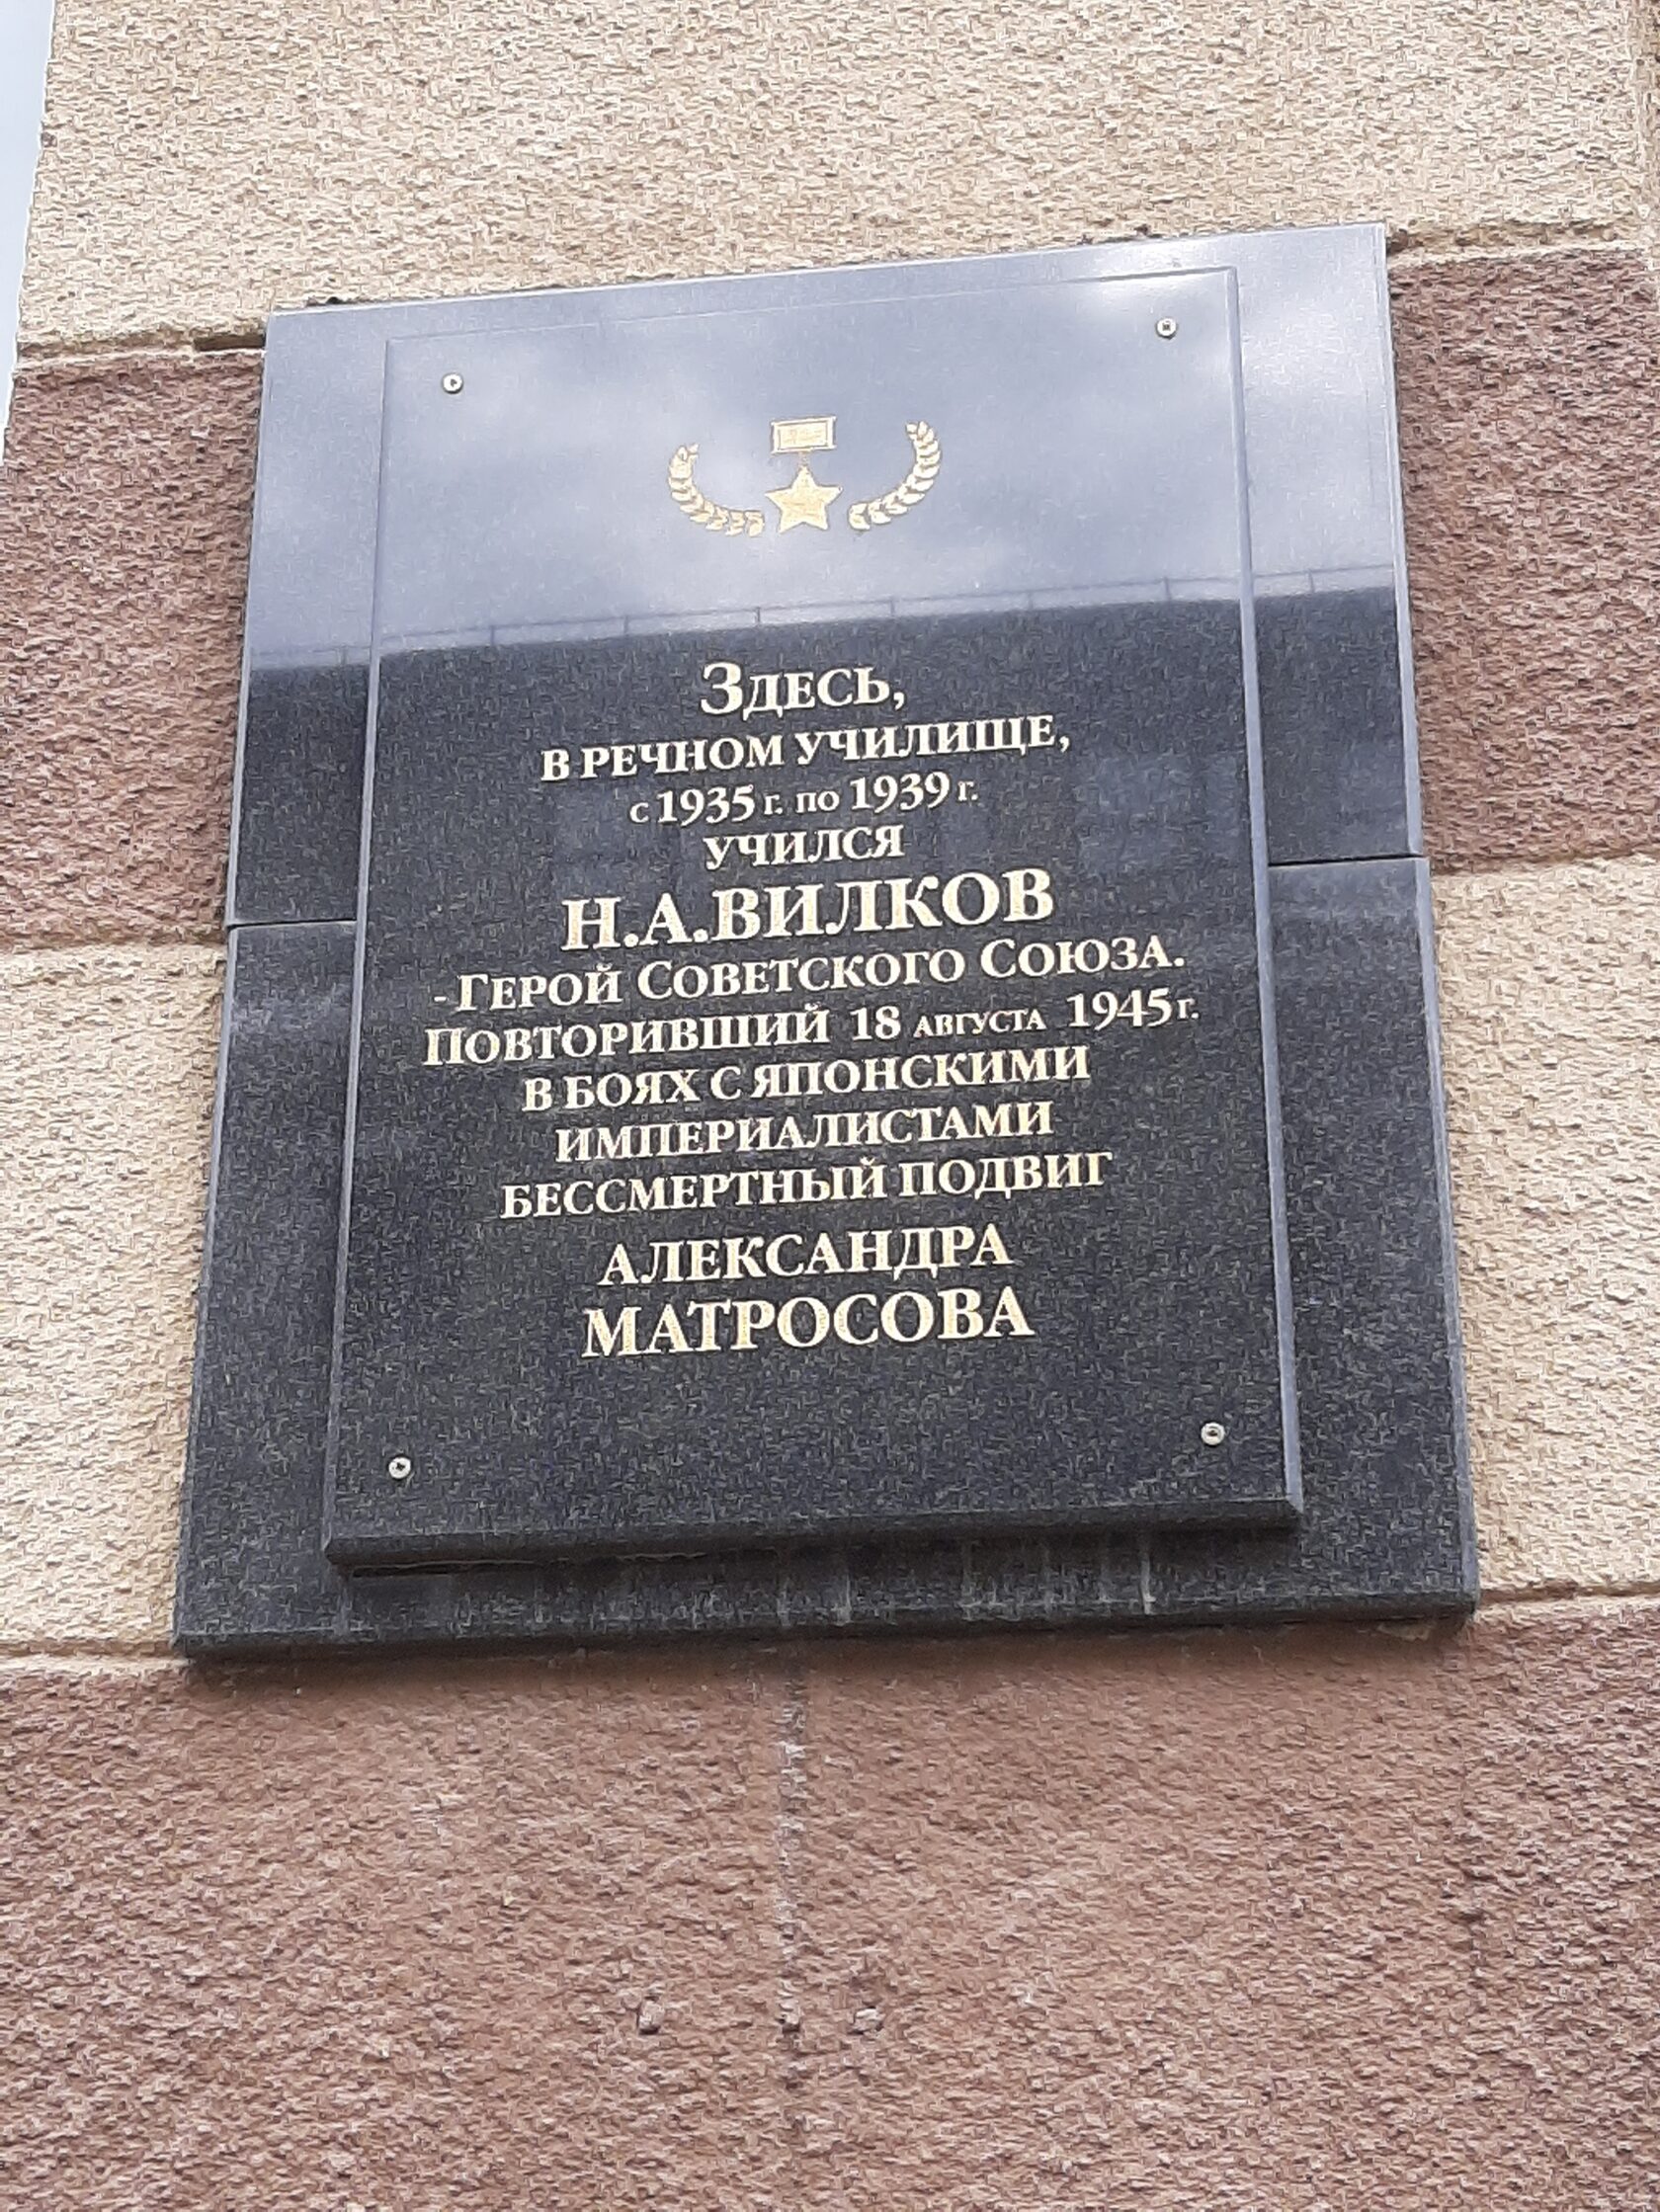 Здесь,
в речном училище,
с 1935 г. по 1939 г.
учился
Н.А.ВИЛКОВ
- Герой Советского Союза.
Повторивший 18 августа 1945 г.
в боях с японскими
империалистами
бессмертный подвиг
АЛЕКСАНДРА
МАТРОСОВА